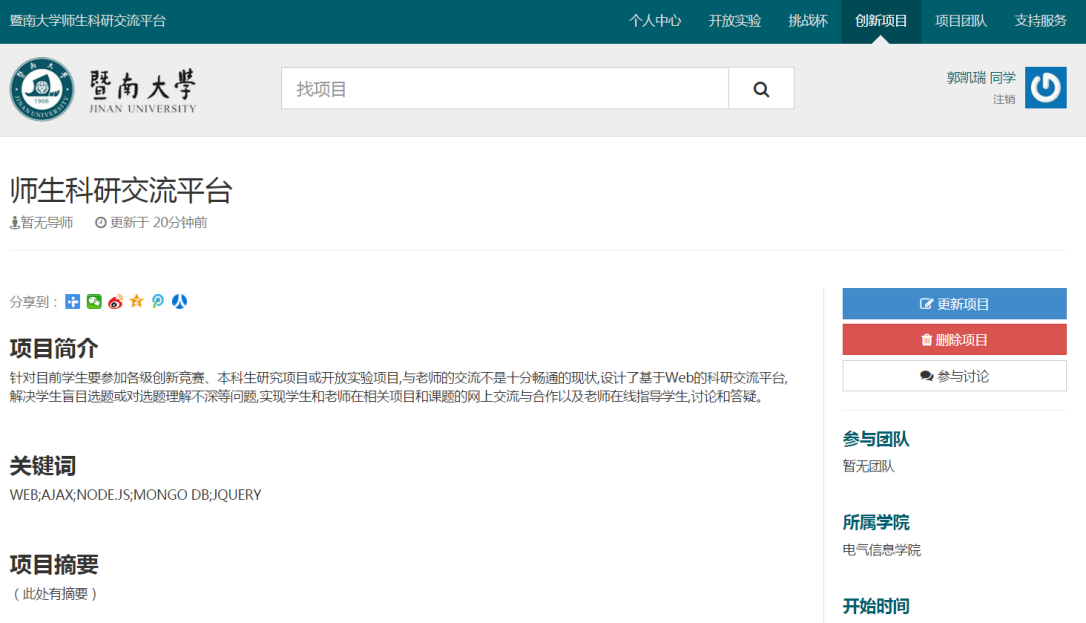 暨南大学师生科研交流平台
个人中心 开放实验 挑战杯 创新项目 项目团队 支持服务
暨南大学
1906
JINAN UNIVERSITY
暨南大学
JINAN UNIVERSITY
找项目
郭凯瑞 同学
注销
师生科研交流平台
暂无导师 更新于 20分钟前
分享到：
更新项目
删除项目
参与讨论
项目简介
针对目前学生要参加各级创新竞赛、本科生研究项目或开放实验项目,与老师的交流不是十分畅通的现状,设计了基于Web的科研交流平台,
解决学生盲目选题或对选题理解不深等问题,实现学生和老师在相关项目和课题的网上交流与合作以及老师在线指导学生,讨论和答疑。
关键词
WEB;AJAX;NODE.JS;MONGO DB;JQUERY
项目摘要
（此处有摘要）
参与团队
暂无团队
所属学院
电气信息学院
开始时间